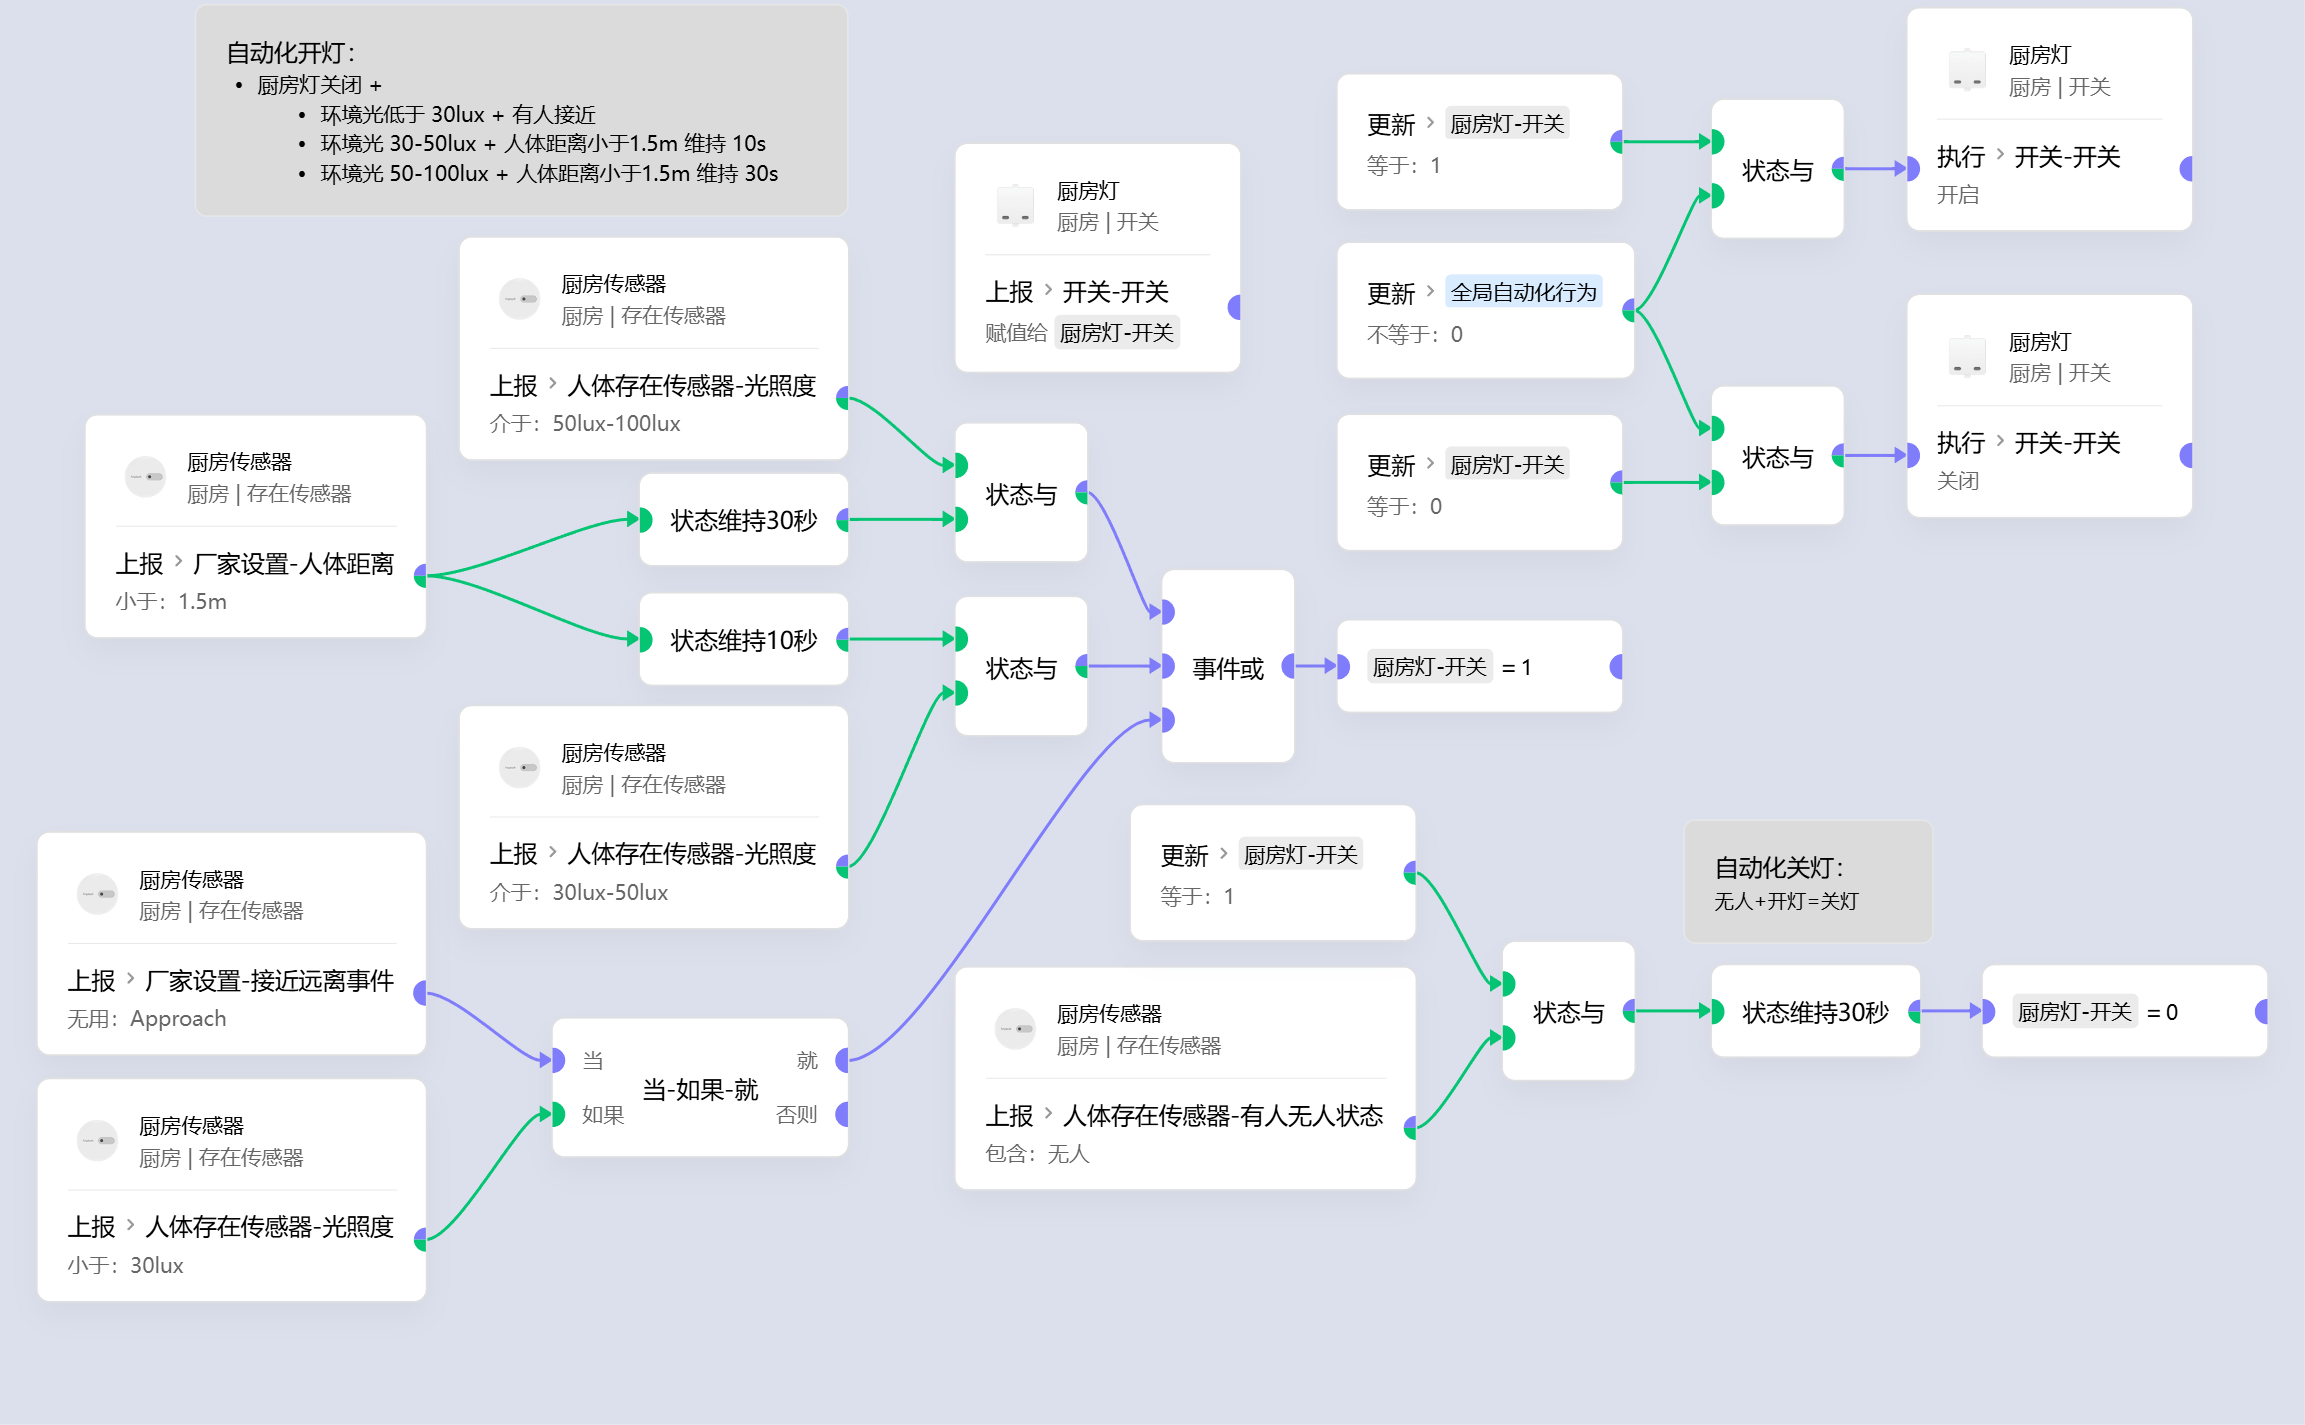 自动化开灯：
• 厨房灯关闭 +
• 环境光低于 30lux + 有人接近
• 环境光 30-50lux + 人体距离小于1.5m 维持 10s
• 环境光 50-100lux + 人体距离小于1.5m 维持 30s
厨房传感器
厨房 | 存在传感器
上报 > 人体存在传感器-光照度
介于：50lux-100lux
厨房传感器
厨房 | 存在传感器
上报 > 厂家设置-人体距离
小于：1.5m
状态维持30秒
状态维持10秒
厨房传感器
厨房 | 存在传感器
上报 > 人体存在传感器-光照度
介于：30lux-50lux
厨房传感器
厨房 | 存在传感器
上报 > 厂家设置-接近远离事件
无用：Approach
厨房传感器
厨房 | 存在传感器
上报 > 人体存在传感器-光照度
小于：30lux
当
如果
当-如果-就
就
否则
厨房灯
厨房 | 开关
上报 > 开关-开关
赋值给 厨房灯-开关
状态与
状态与
事件或
厨房灯-开关 = 1
更新 > 厨房灯-开关
等于：1
更新 > 全局自动化行为
不等于：0
更新 > 厨房灯-开关
等于：0
状态与
状态与
厨房灯
厨房 | 开关
执行 > 开关-开关
开启
厨房灯
厨房 | 开关
执行 > 开关-开关
关闭
更新 > 厨房灯-开关
等于：1
厨房传感器
厨房 | 存在传感器
上报 > 人体存在传感器-有人无人状态
包含：无人
状态与
自动化关灯：
无人+开灯=关灯
状态维持30秒
厨房灯-开关 = 0